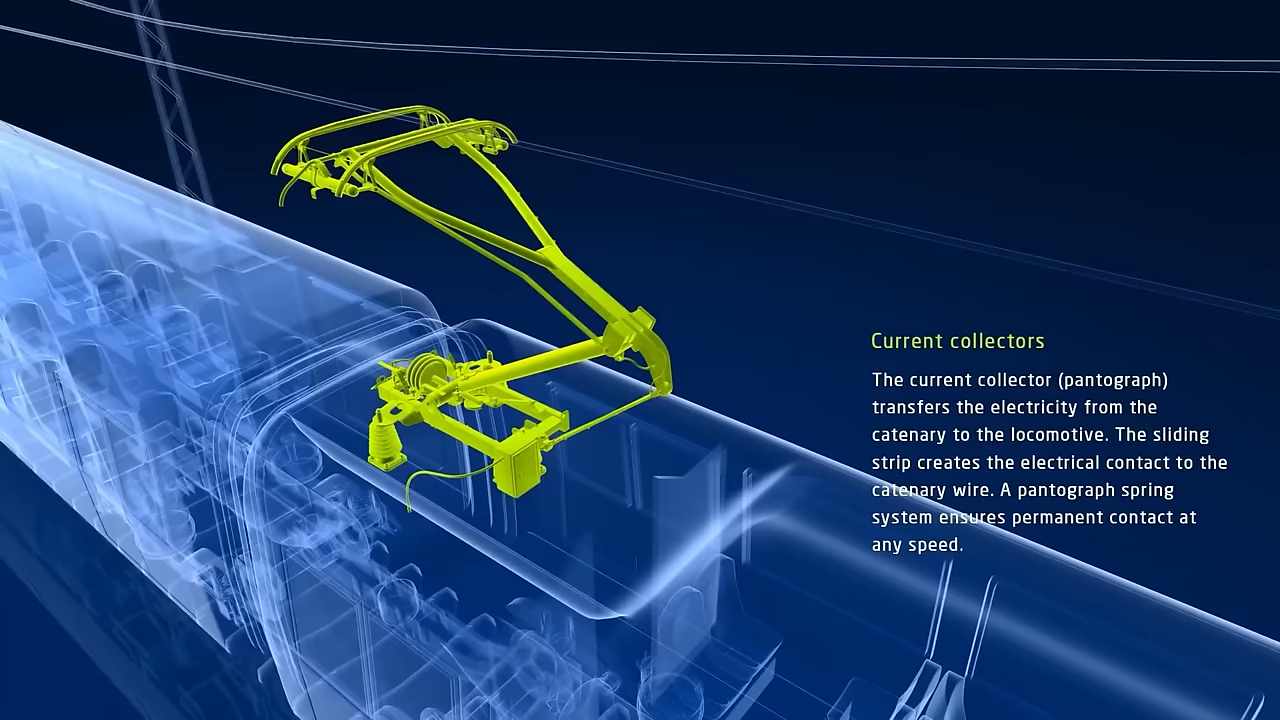 Current collectors
The current collector (pantograph)
transfers the electricity from the
catenary to the locomotive. The sliding
strip creates the electrical contact to the
catenary wire. A pantograph spring
system ensures permanent contact at
any speed.